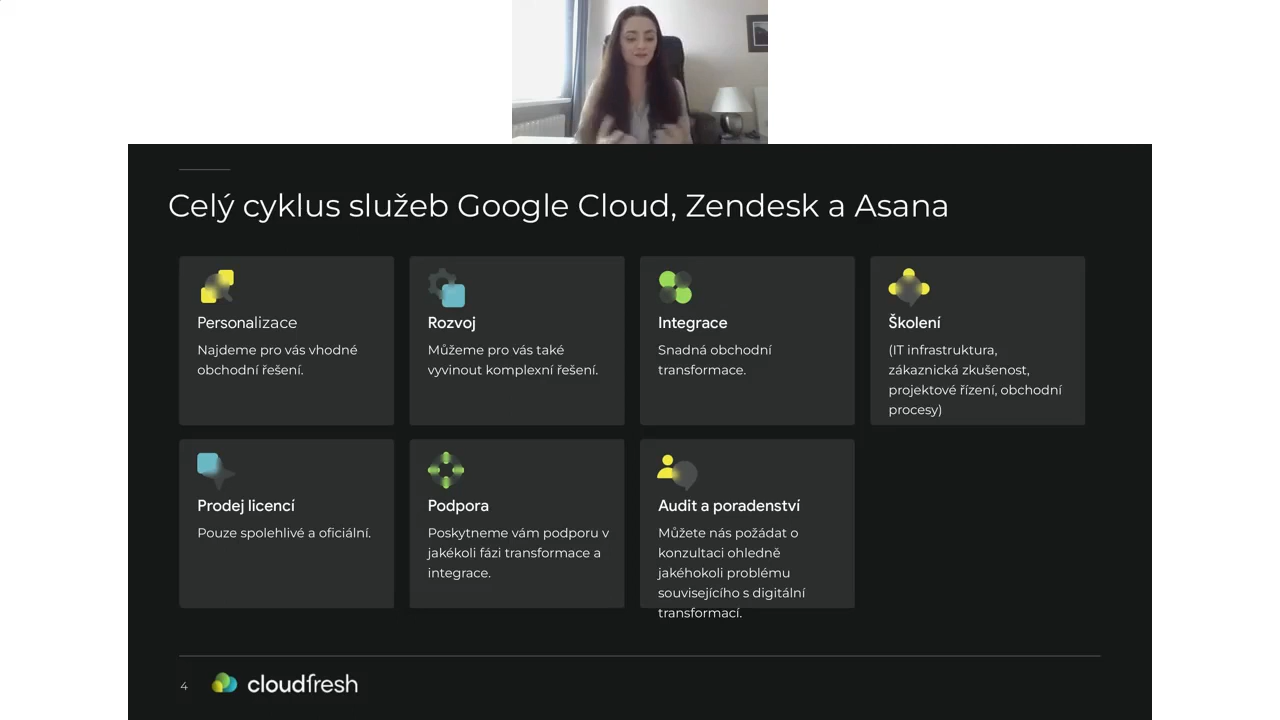 Celý cyklus služeb Google Cloud, Zendesk a Asana
Personalizace
Najdeme pro vás vhodné
obchodní řešení.
Rozvoj
Můžeme pro vás také
vyvinout komplexní řešení.
Integrace
Snadná obchodní
transformace.
Školení
(IT infrastruktura,
zákaznická zkušenost,
projektové řízení, obchodní
procesy)
Prodej licencí
Pouze spolehlivé a oficiální.
Podpora
Poskytneme vám podporu v
jakékoli fázi transformace a
integrace.
Audit a poradenství
Můžete nás požádat o
konzultaci ohledně
jakéhokoli problému
souvisejícího s digitální
transformací.
4
cloudfresh